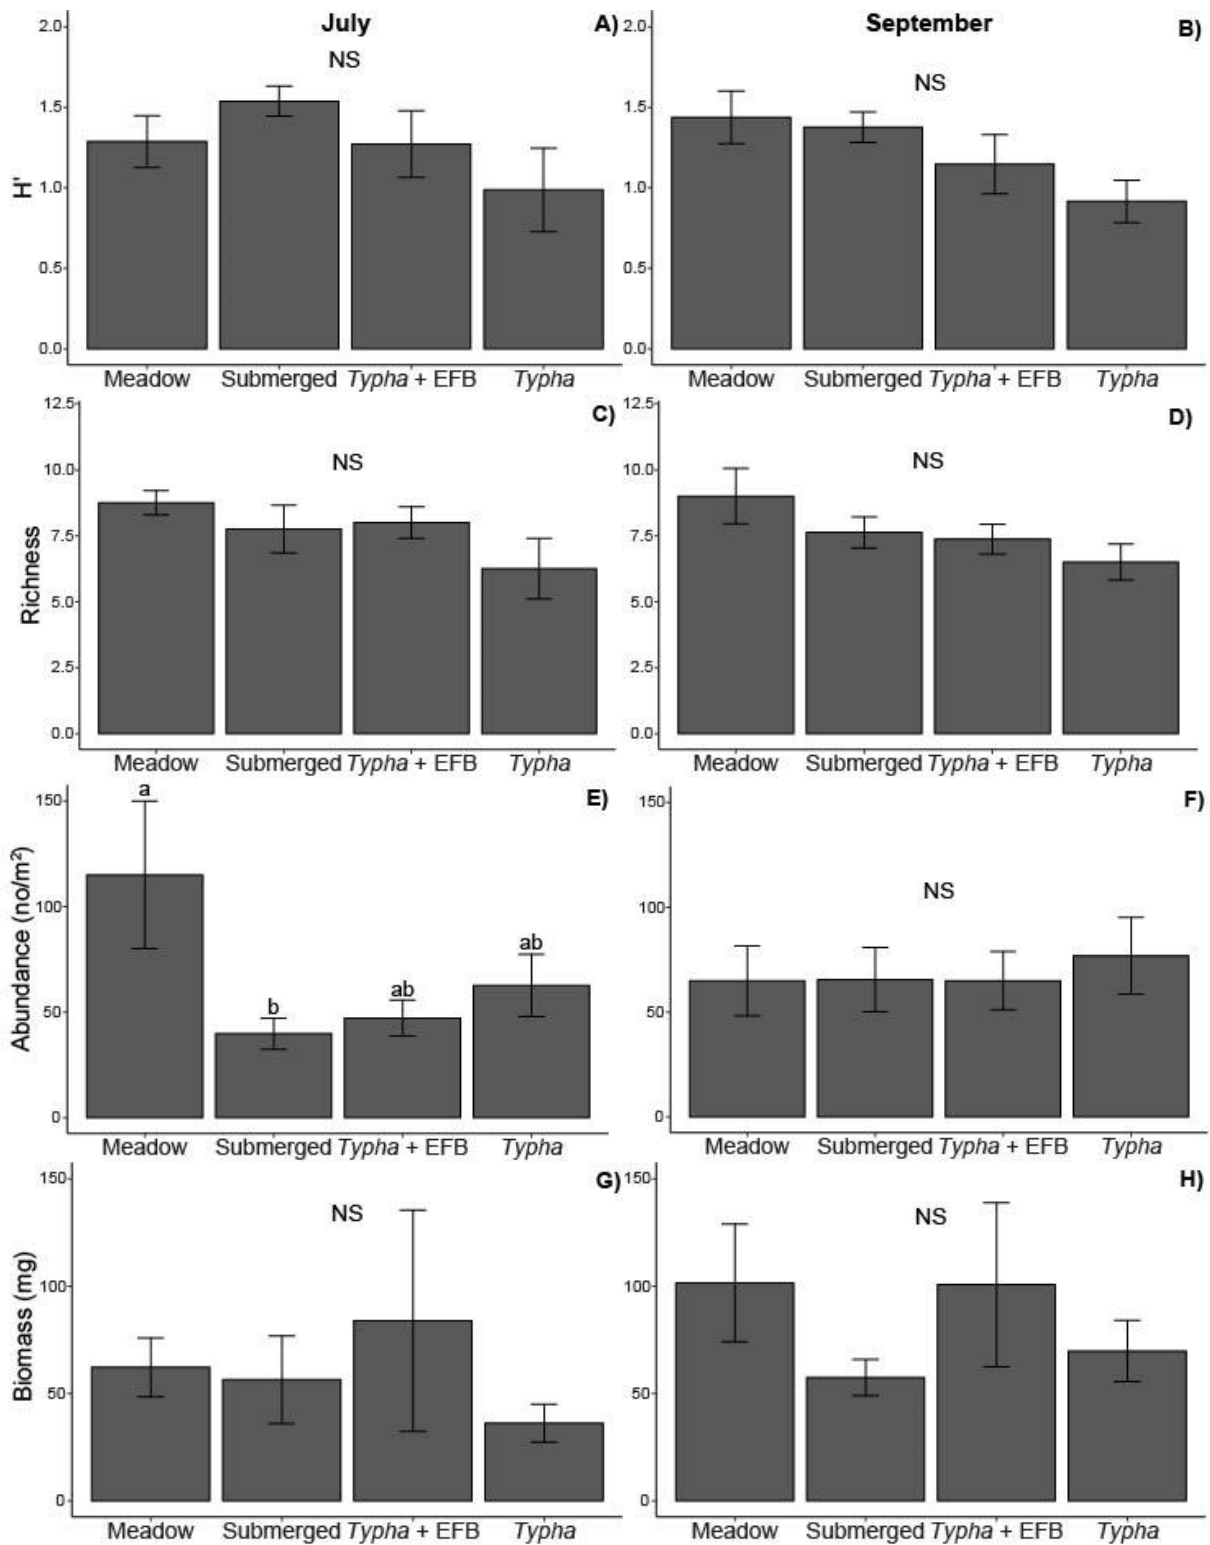 July
A)
September
B)
2.0
NS
1.5
1.0
0.5
0.0
H'
Meadow Submerged Typha + EFB Typha
2.0
NS
1.5
1.0
0.5
0.0
Meadow Submerged Typha + EFB Typha
12.5
C)
NS
10.0
7.5
5.0
2.5
0.0
Richness
Meadow Submerged Typha + EFB Typha
12.5
D)
NS
10.0
7.5
5.0
2.5
0.0
Meadow Submerged Typha + EFB Typha
E)
150
a
100
ab
ab
b
50
0
Abundance (no/m²)
Meadow Submerged Typha + EFB Typha
F)
150
NS
100
50
0
Meadow Submerged Typha + EFB Typha
150
G)
NS
100
50
0
Biomass (mg)
Meadow Submerged Typha + EFB Typha
150
H)
NS
100
50
0
Meadow Submerged Typha + EFB Typha